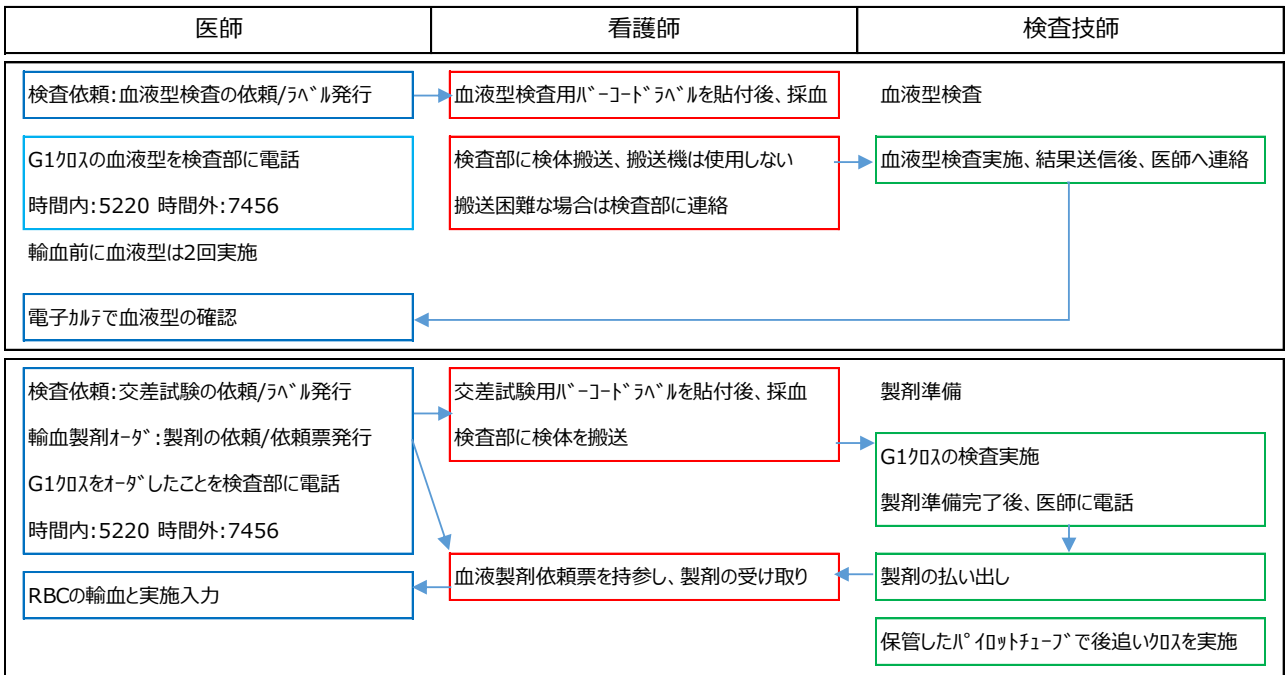 医師
看護師
検査技師
検査依頼:血液型検査の依頼/ﾗﾍﾞﾙ発行
血液型検査用ﾊﾞｰｺｰﾄﾞﾗﾍﾞﾙを貼付後、採血
血液型検査
G1ｸﾛｽの血液型を検査部に電話
時間内:5220 時間外:7456
検査部に検体搬送、搬送機は使用しない
搬送困難な場合は検査部に連絡
血液型検査実施、結果送信後、医師へ連絡
輸血前に血液型は2回実施
電子ｶﾙﾃで血液型の確認
検査依頼:交差試験の依頼/ﾗﾍﾞﾙ発行
輸血製剤ｵｰﾀﾞ:製剤の依頼/依頼票発行
G1ｸﾛｽをｵｰﾀﾞしたことを検査部に電話
時間内:5220 時間外:7456
交差試験用ﾊﾞｰｺｰﾄﾞﾗﾍﾞﾙを貼付後、採血
検査部に検体を搬送
製剤準備
G1ｸﾛｽの検査実施
製剤準備完了後、医師に電話
血液製剤依頼票を持参し、製剤の受け取り
製剤の払い出し
RBCの輸血と実施入力
保管したﾊﾟｲﾛｯﾄﾁｭｰﾌﾞで後追いｸﾛｽを実施